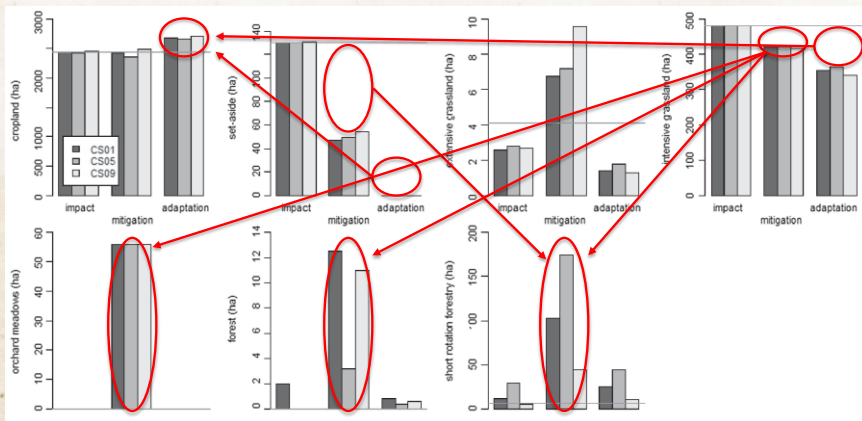 cropland (ha)
3000
2000
1000
500
0
CS01
CS05
CS09
impact
mitigation
adaptation
set-aside (ha)
100
80
60
40
20
0
impact
mitigation
adaptation
extensive grassland (ha)
10
8
6
4
2
0
impact
mitigation
adaptation
intensive grassland (ha)
500
400
300
200
100
0
impact
mitigation
adaptation
orchard meadows (ha)
60
50
40
30
20
10
0
forest (ha)
14
12
10
8
6
4
2
0
short rotation forestry (ha)
200
150
50
0